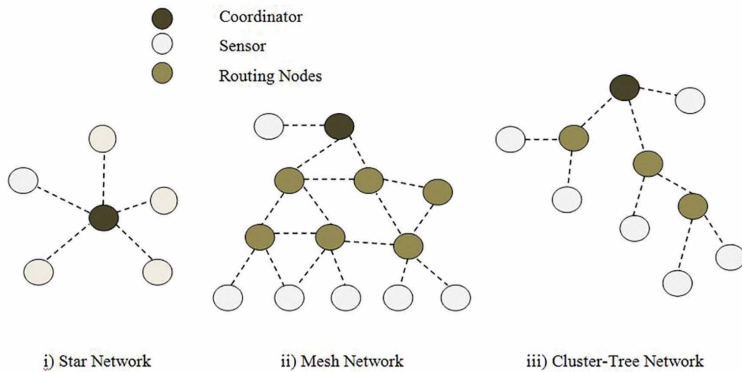 Coordinator
Sensor
Routing Nodes
i) Star Network
ii) Mesh Network
iii) Cluster-Tree Network